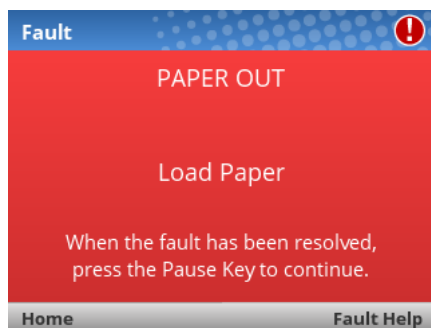 Fault
PAPER OUT
Load Paper
When the fault has been resolved,
press the Pause Key to continue.
Home Fault Help